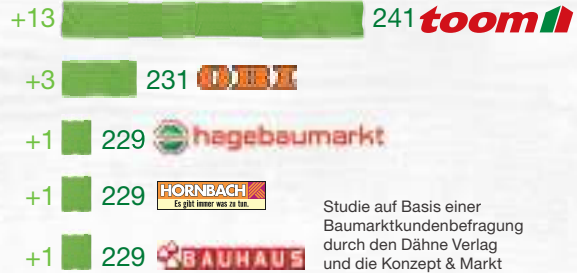 +13 241 toom
+3 231 OBI
+1 229 hagebaumarkt
+1 229 HORNBACH
Es gibt immer was zu tun.
+1 229 BAUHAUS
Studie auf Basis einer
Baumarktkundenbefragung
durch den Dähne Verlag
und die Konzept & Markt